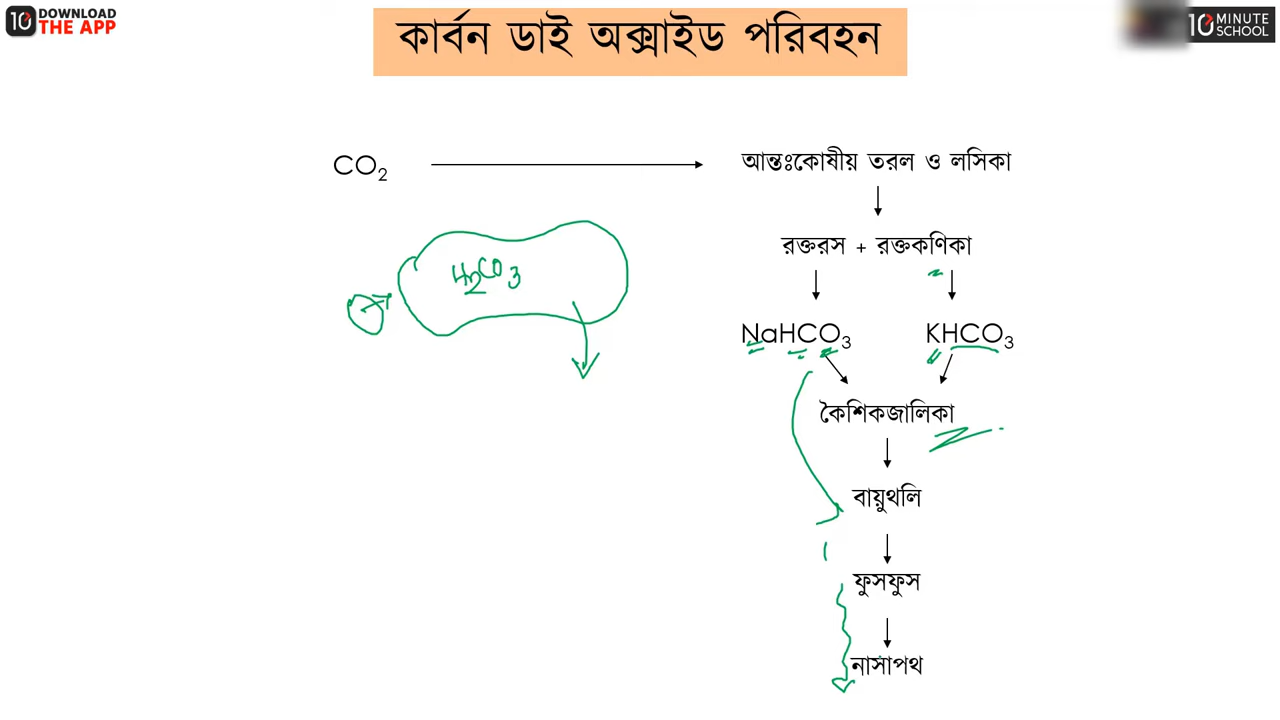 10 DOWNLOAD THE APP
কার্বন ডাই অক্সাইড পরিবহন
10 MINUTE SCHOOL
CO₂ → আন্তঃকোষীয় তরল ও লসিকা
রক্তরস + রক্তকণিকা
H₂CO₃
NaHCO₃ KHCO₃
কৈশিকজালিকা
বায়ুথলি
ফুসফুস
নাসাপথ